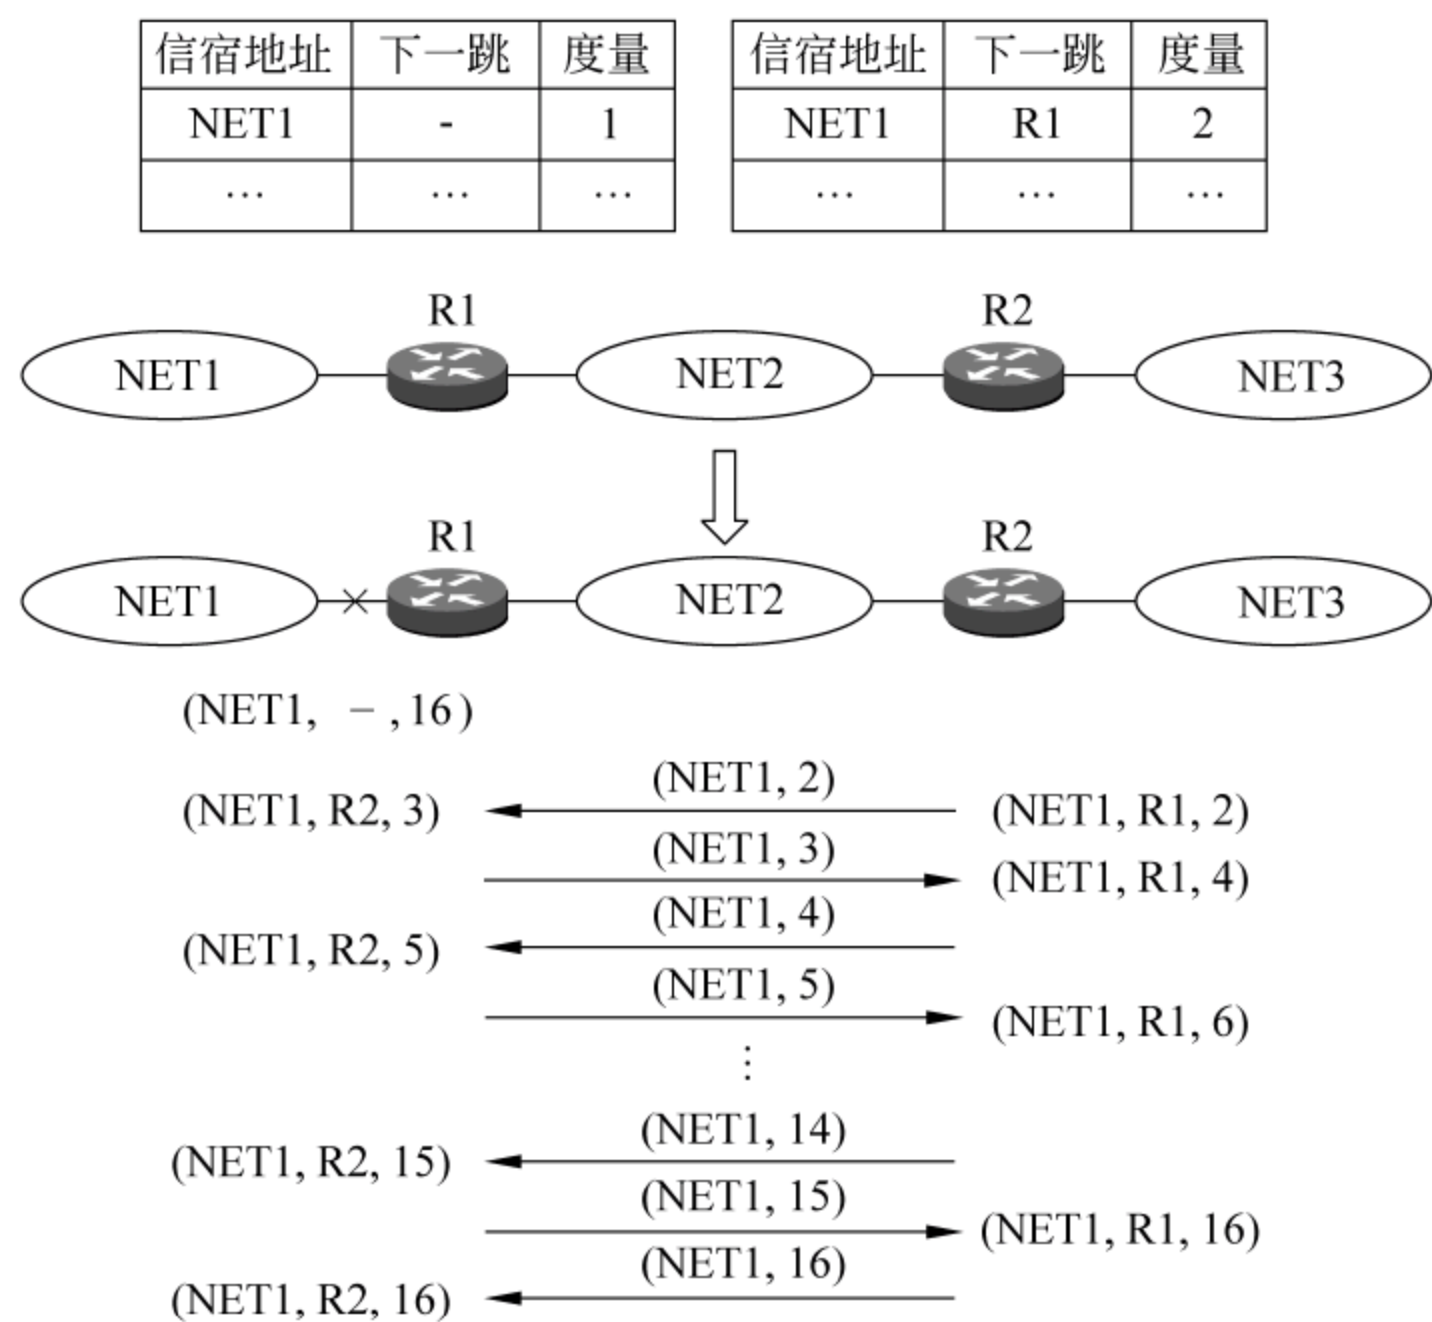 信宿地址 下一跳 度量 信宿地址 下一跳 度量
NET1 - 1 NET1 R1 2
… … … … … …
R1 R2
NET1 NET2 NET3
R1 R2
NET1 NET2 NET3
(NET1, － ,16)
(NET1, 2)
(NET1, R2, 3) (NET1, R1, 2)
(NET1, 3)
(NET1, R1, 4)
(NET1, 4)
(NET1, R2, 5)
(NET1, 5)
(NET1, R1, 6)
⋮
(NET1, 14)
(NET1, R2, 15)
(NET1, 15)
(NET1, R1, 16)
(NET1, 16)
(NET1, R2, 16)